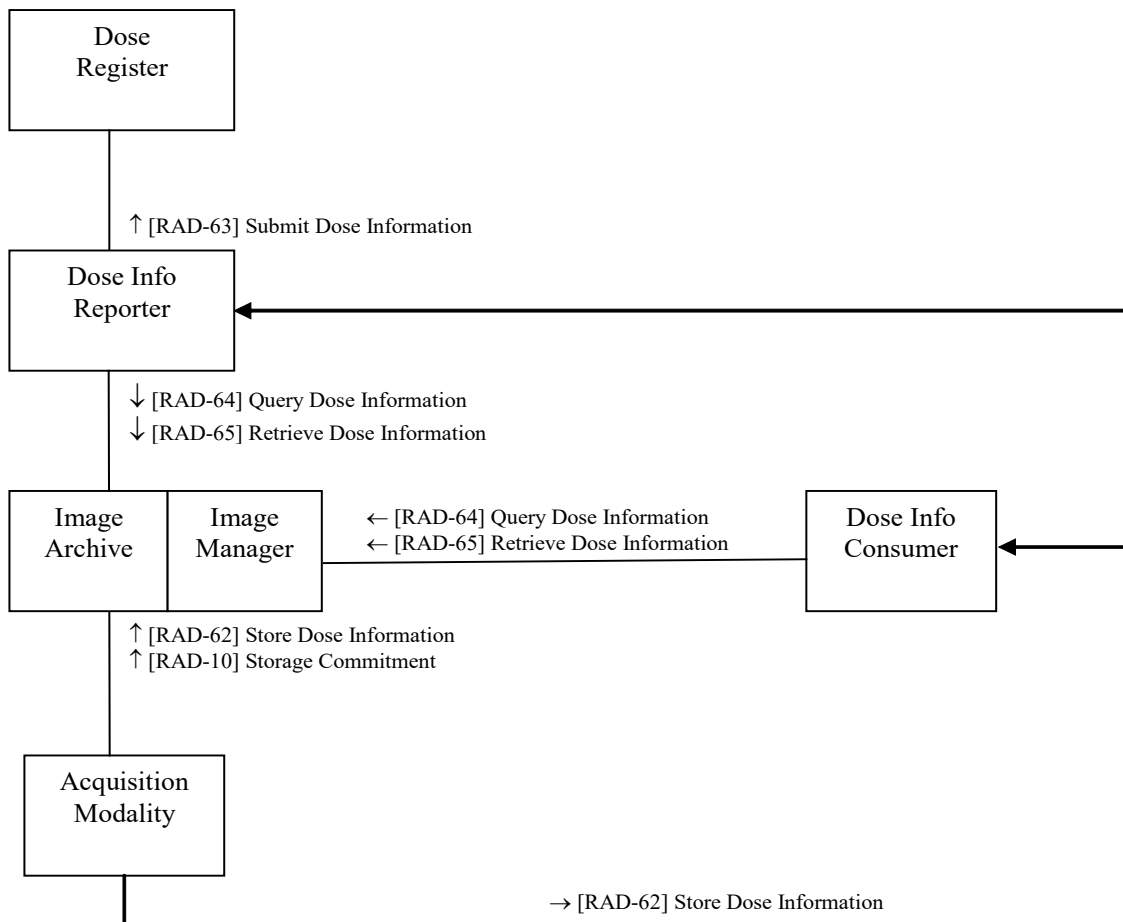 Dose
Register
↑ [RAD-63] Submit Dose Information
Dose Info
Reporter
↓ [RAD-64] Query Dose Information
↓ [RAD-65] Retrieve Dose Information
Image
Archive
Image
Manager
← [RAD-64] Query Dose Information
← [RAD-65] Retrieve Dose Information
Dose Info
Consumer
↑ [RAD-62] Store Dose Information
↑ [RAD-10] Storage Commitment
Acquisition
Modality
→ [RAD-62] Store Dose Information